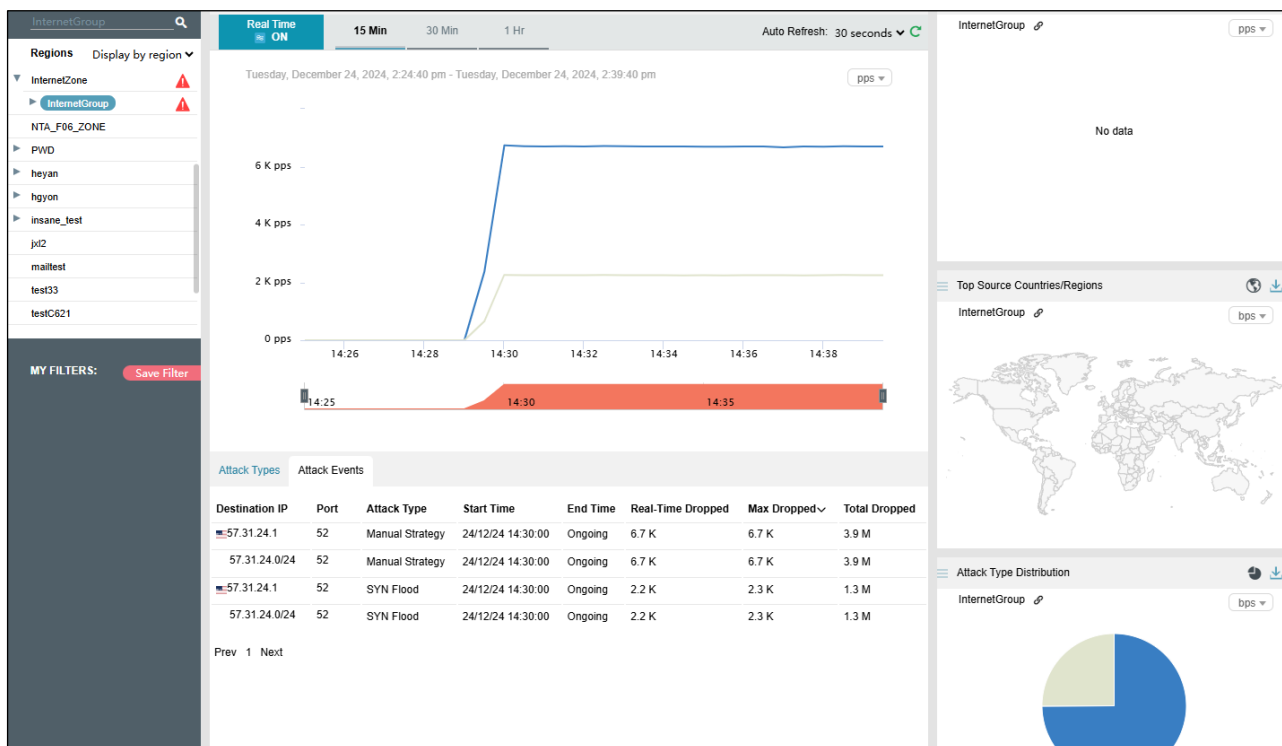 InternetGroup
Regions Display by region
InternetZone
InternetGroup
NTA_F06_ZONE
PWD
heyan
hgyon
insane_test
jxl2
mailtest
test33
testC621
MY FILTERS: Save Filter
Real Time
ON
15 Min 30 Min 1 Hr
Auto Refresh: 30 seconds
Tuesday, December 24, 2024, 2:24:40 pm - Tuesday, December 24, 2024, 2:39:40 pm
pps
6 K pps
4 K pps
2 K pps
0 pps
14:26 14:28 14:30 14:32 14:34 14:36 14:38
14:25 14:30 14:35
Attack Types Attack Events
Destination IP Port Attack Type Start Time End Time Real-Time Dropped Max Dropped Total Dropped
57.31.24.1 52 Manual Strategy 24/12/24 14:30:00 Ongoing 6.7 K 6.7 K 3.9 M
57.31.24.0/24 52 Manual Strategy 24/12/24 14:30:00 Ongoing 6.7 K 6.7 K 3.9 M
57.31.24.1 52 SYN Flood 24/12/24 14:30:00 Ongoing 2.2 K 2.3 K 1.3 M
57.31.24.0/24 52 SYN Flood 24/12/24 14:30:00 Ongoing 2.2 K 2.3 K 1.3 M
Prev 1 Next
InternetGroup pps
No data
Top Source Countries/Regions
InternetGroup bps
Attack Type Distribution
InternetGroup bps